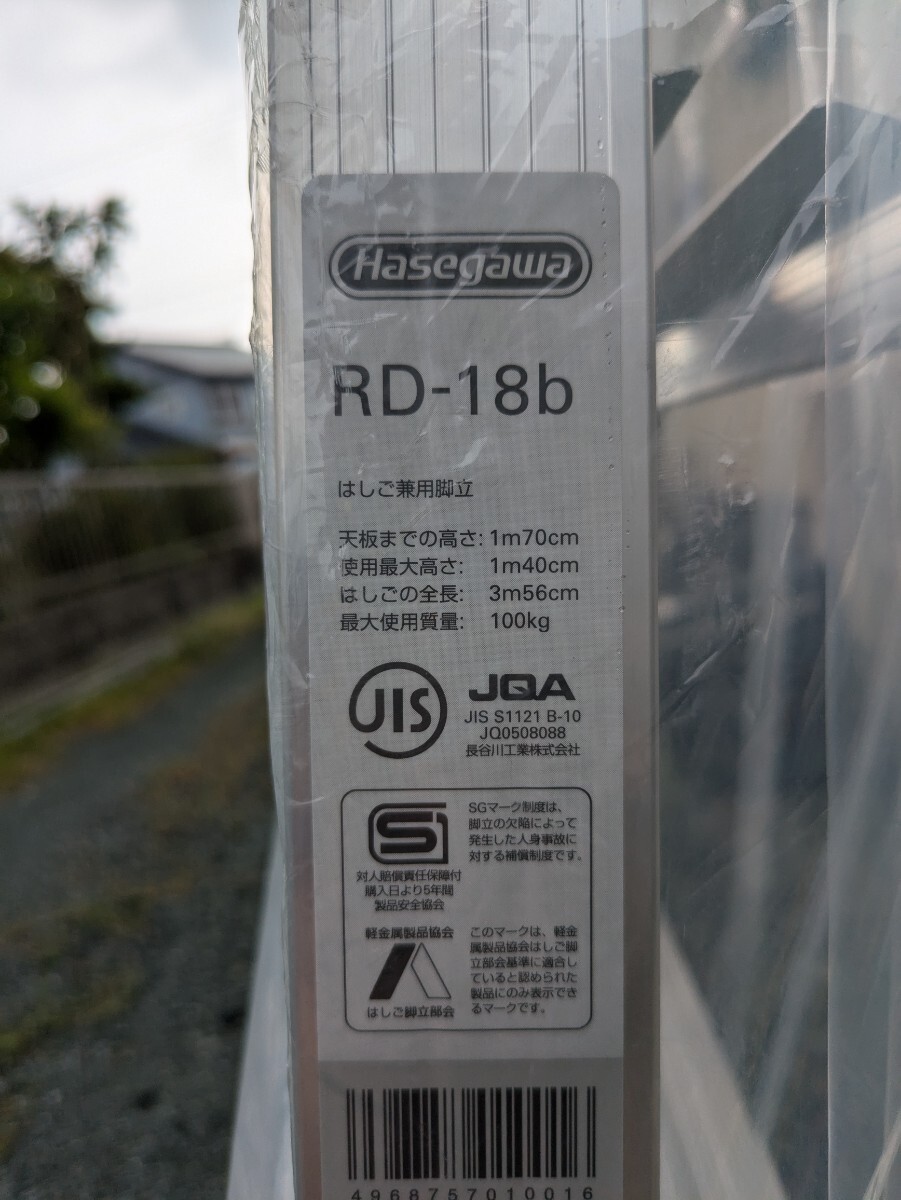 Hasegawa
RD-18b
はしご兼用脚立
天板までの高さ: 1m70cm
使用最大高さ: 1m40cm
はしごの全長: 3m56cm
最大使用質量: 100kg
JIS
JQA
JIS S1121 B-10
JQ0508088
長谷川工業株式会社
SG
対人賠償責任保障付
購入日より5年間
製品安全協会
SGマーク制度は、
脚立の欠陥によって
発生した人身事故に
対する補償制度です。
軽金属製品協会
はしご脚立部会
このマークは、軽金
属製品協会はしご脚
立部会基準に適合し
ていると認められた
製品にのみ表示でき
るマークです。
4968757010016